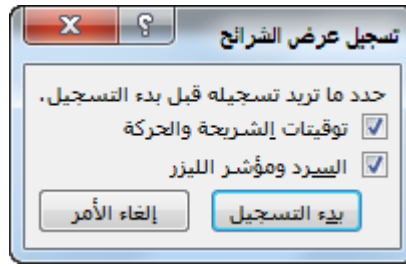 تسجيل عرض الشرائح
حدد ما تريد تسجيله قبل بدء التسجيل.
توقيتات الشريحة والحركة
السرد ومؤشر الليزر
بدء التسجيل
إلغاء الأمر